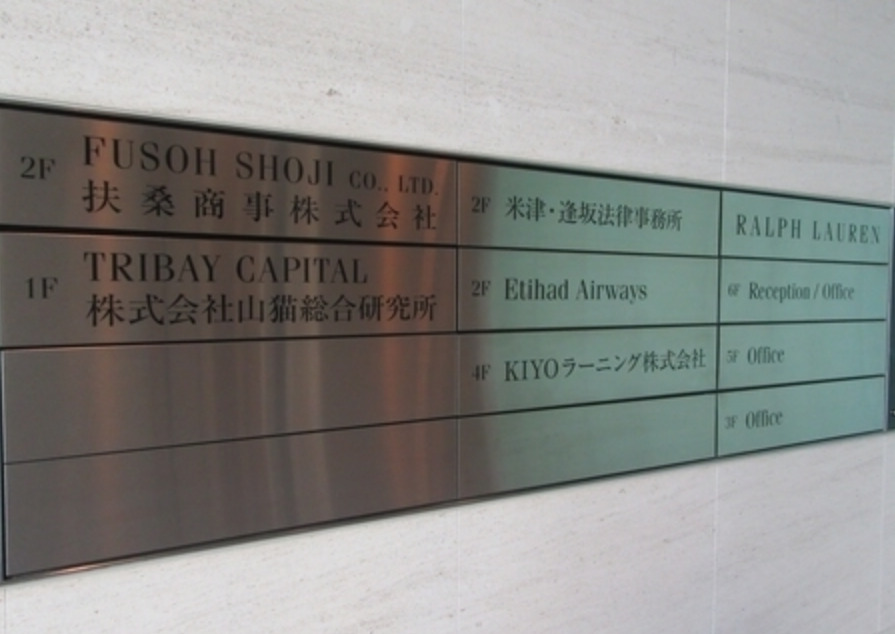 2F FUSOH SHOJI CO., LTD.
扶桑商事株式会社
1F TRIBAY CAPITAL
株式会社山猫総合研究所
2F 米津・逢坂法律事務所
2F Etihad Airways
4F KIYOラーニング株式会社
RALPH LAUREN
6F Reception / Office
5F Office
3F Office